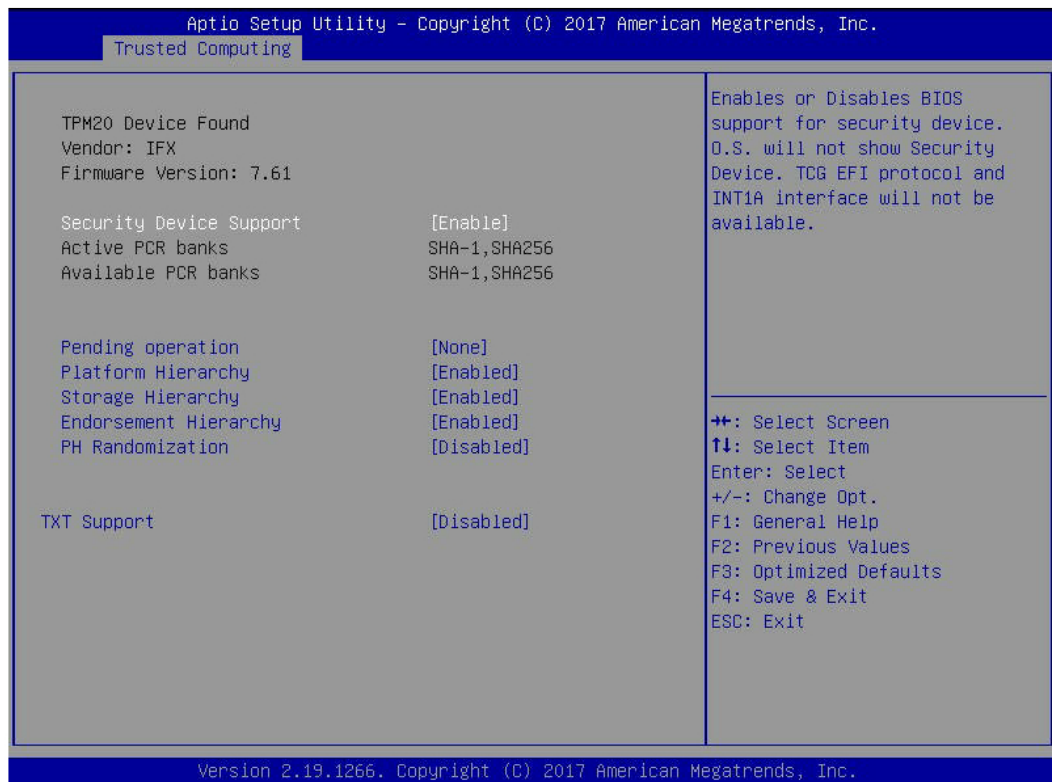 Aptio Setup Utility – Copyright (C) 2017 American Megatrends, Inc.
Trusted Computing
TPM20 Device Found
Vendor: IFX
Firmware Version: 7.61
Security Device Support [Enable]
Active PCR banks SHA-1,SHA256
Available PCR banks SHA-1,SHA256
Pending operation [None]
Platform Hierarchy [Enabled]
Storage Hierarchy [Enabled]
Endorsement Hierarchy [Enabled]
PH Randomization [Disabled]
TXT Support [Disabled]
Enables or Disables BIOS
support for security device.
O.S. will not show Security
Device. TCG EFI protocol and
INT1A interface will not be
available.
→←: Select Screen
↑↓: Select Item
Enter: Select
+/-: Change Opt.
F1: General Help
F2: Previous Values
F3: Optimized Defaults
F4: Save & Exit
ESC: Exit
Version 2.19.1266. Copyright (C) 2017 American Megatrends, Inc.